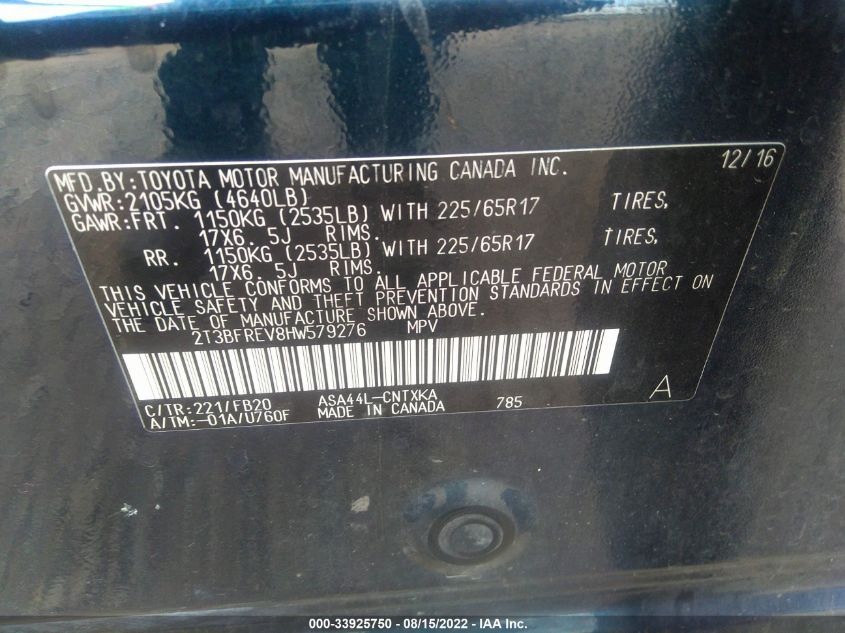 MFD.BY:TOYOTA MOTOR MANUFACTURING CANADA INC. 12/16
GVWR:2105KG (4640LB)
GAWR:FRT. 1150KG (2535LB) WITH 225/65R17 TIRES,
17X6.5J RIMS.
RR. 1150KG (2535LB) WITH 225/65R17 TIRES,
17X6.5J RIMS.
THIS VEHICLE CONFORMS TO ALL APPLICABLE FEDERAL MOTOR
VEHICLE SAFETY AND THEFT PREVENTION STANDARDS IN EFFECT ON
THE DATE OF MANUFACTURE SHOWN ABOVE.
2T3BFREV8HW579276 MPV
C/TR:221/FB20 ASA44L-CNTXKA 785 A
A/TM:-01A/U760F MADE IN CANADA
000-33925750 - 08/15/2022 - IAA Inc.